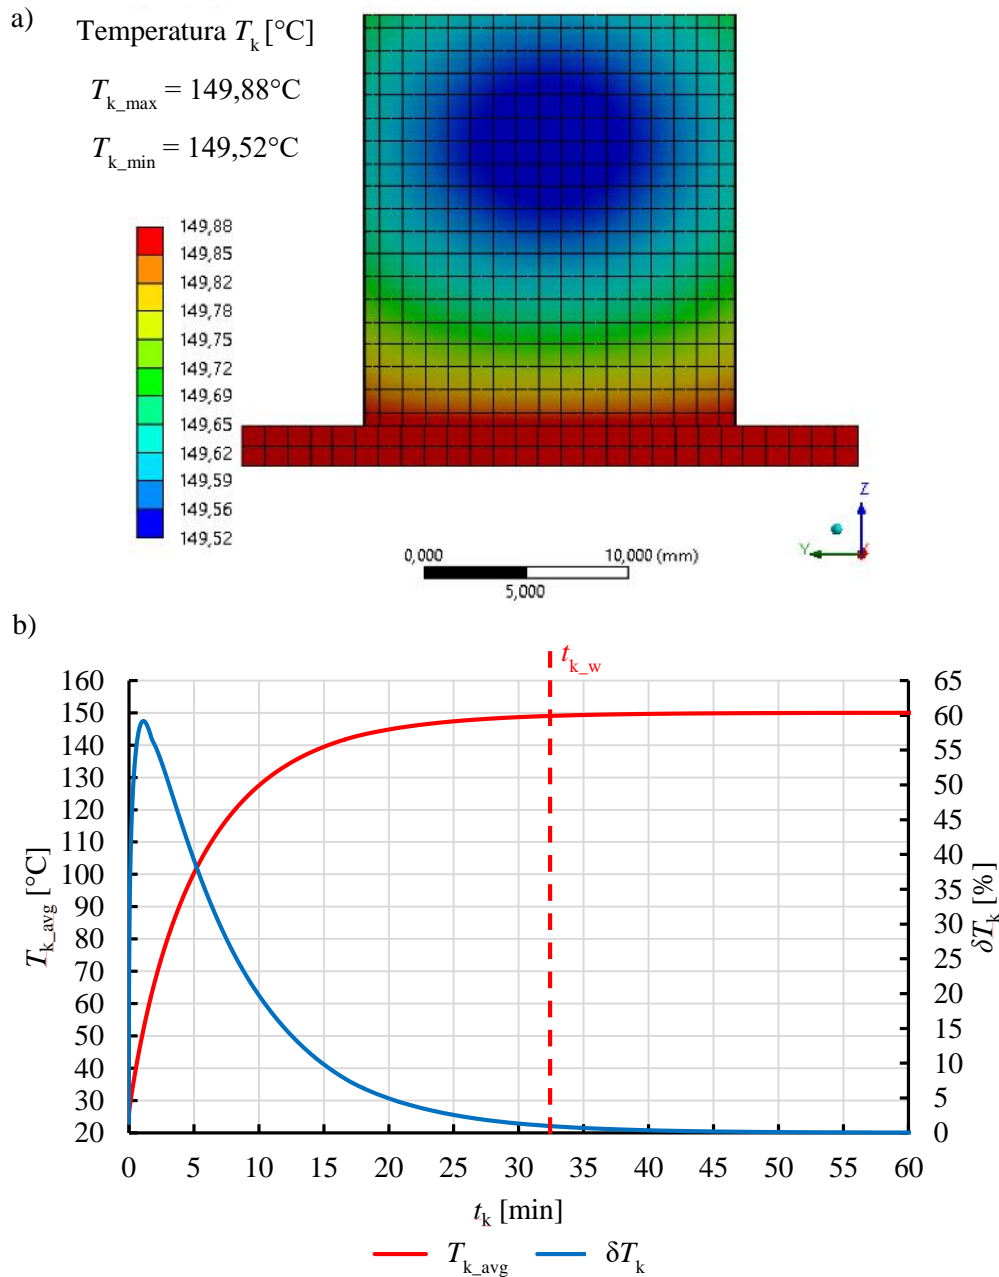 a)
Temperatura T_k [°C]
T_k_max = 149,88°C
T_k_min = 149,52°C
149,88
149,85
149,82
149,78
149,75
149,72
149,69
149,65
149,62
149,59
149,56
149,52
Z
Y
X
0,000 10,000 (mm)
5,000
b)
t_k_w
160 65
150 60
140 55
130 50
120 45
110 40
100 35
90 30
80 25
70 20
60 15
50 10
40 5
30 0
20
T_k_avg [°C]
δT_k [%]
0 5 10 15 20 25 30 35 40 45 50 55 60
t_k [min]
T_k_avg δT_k